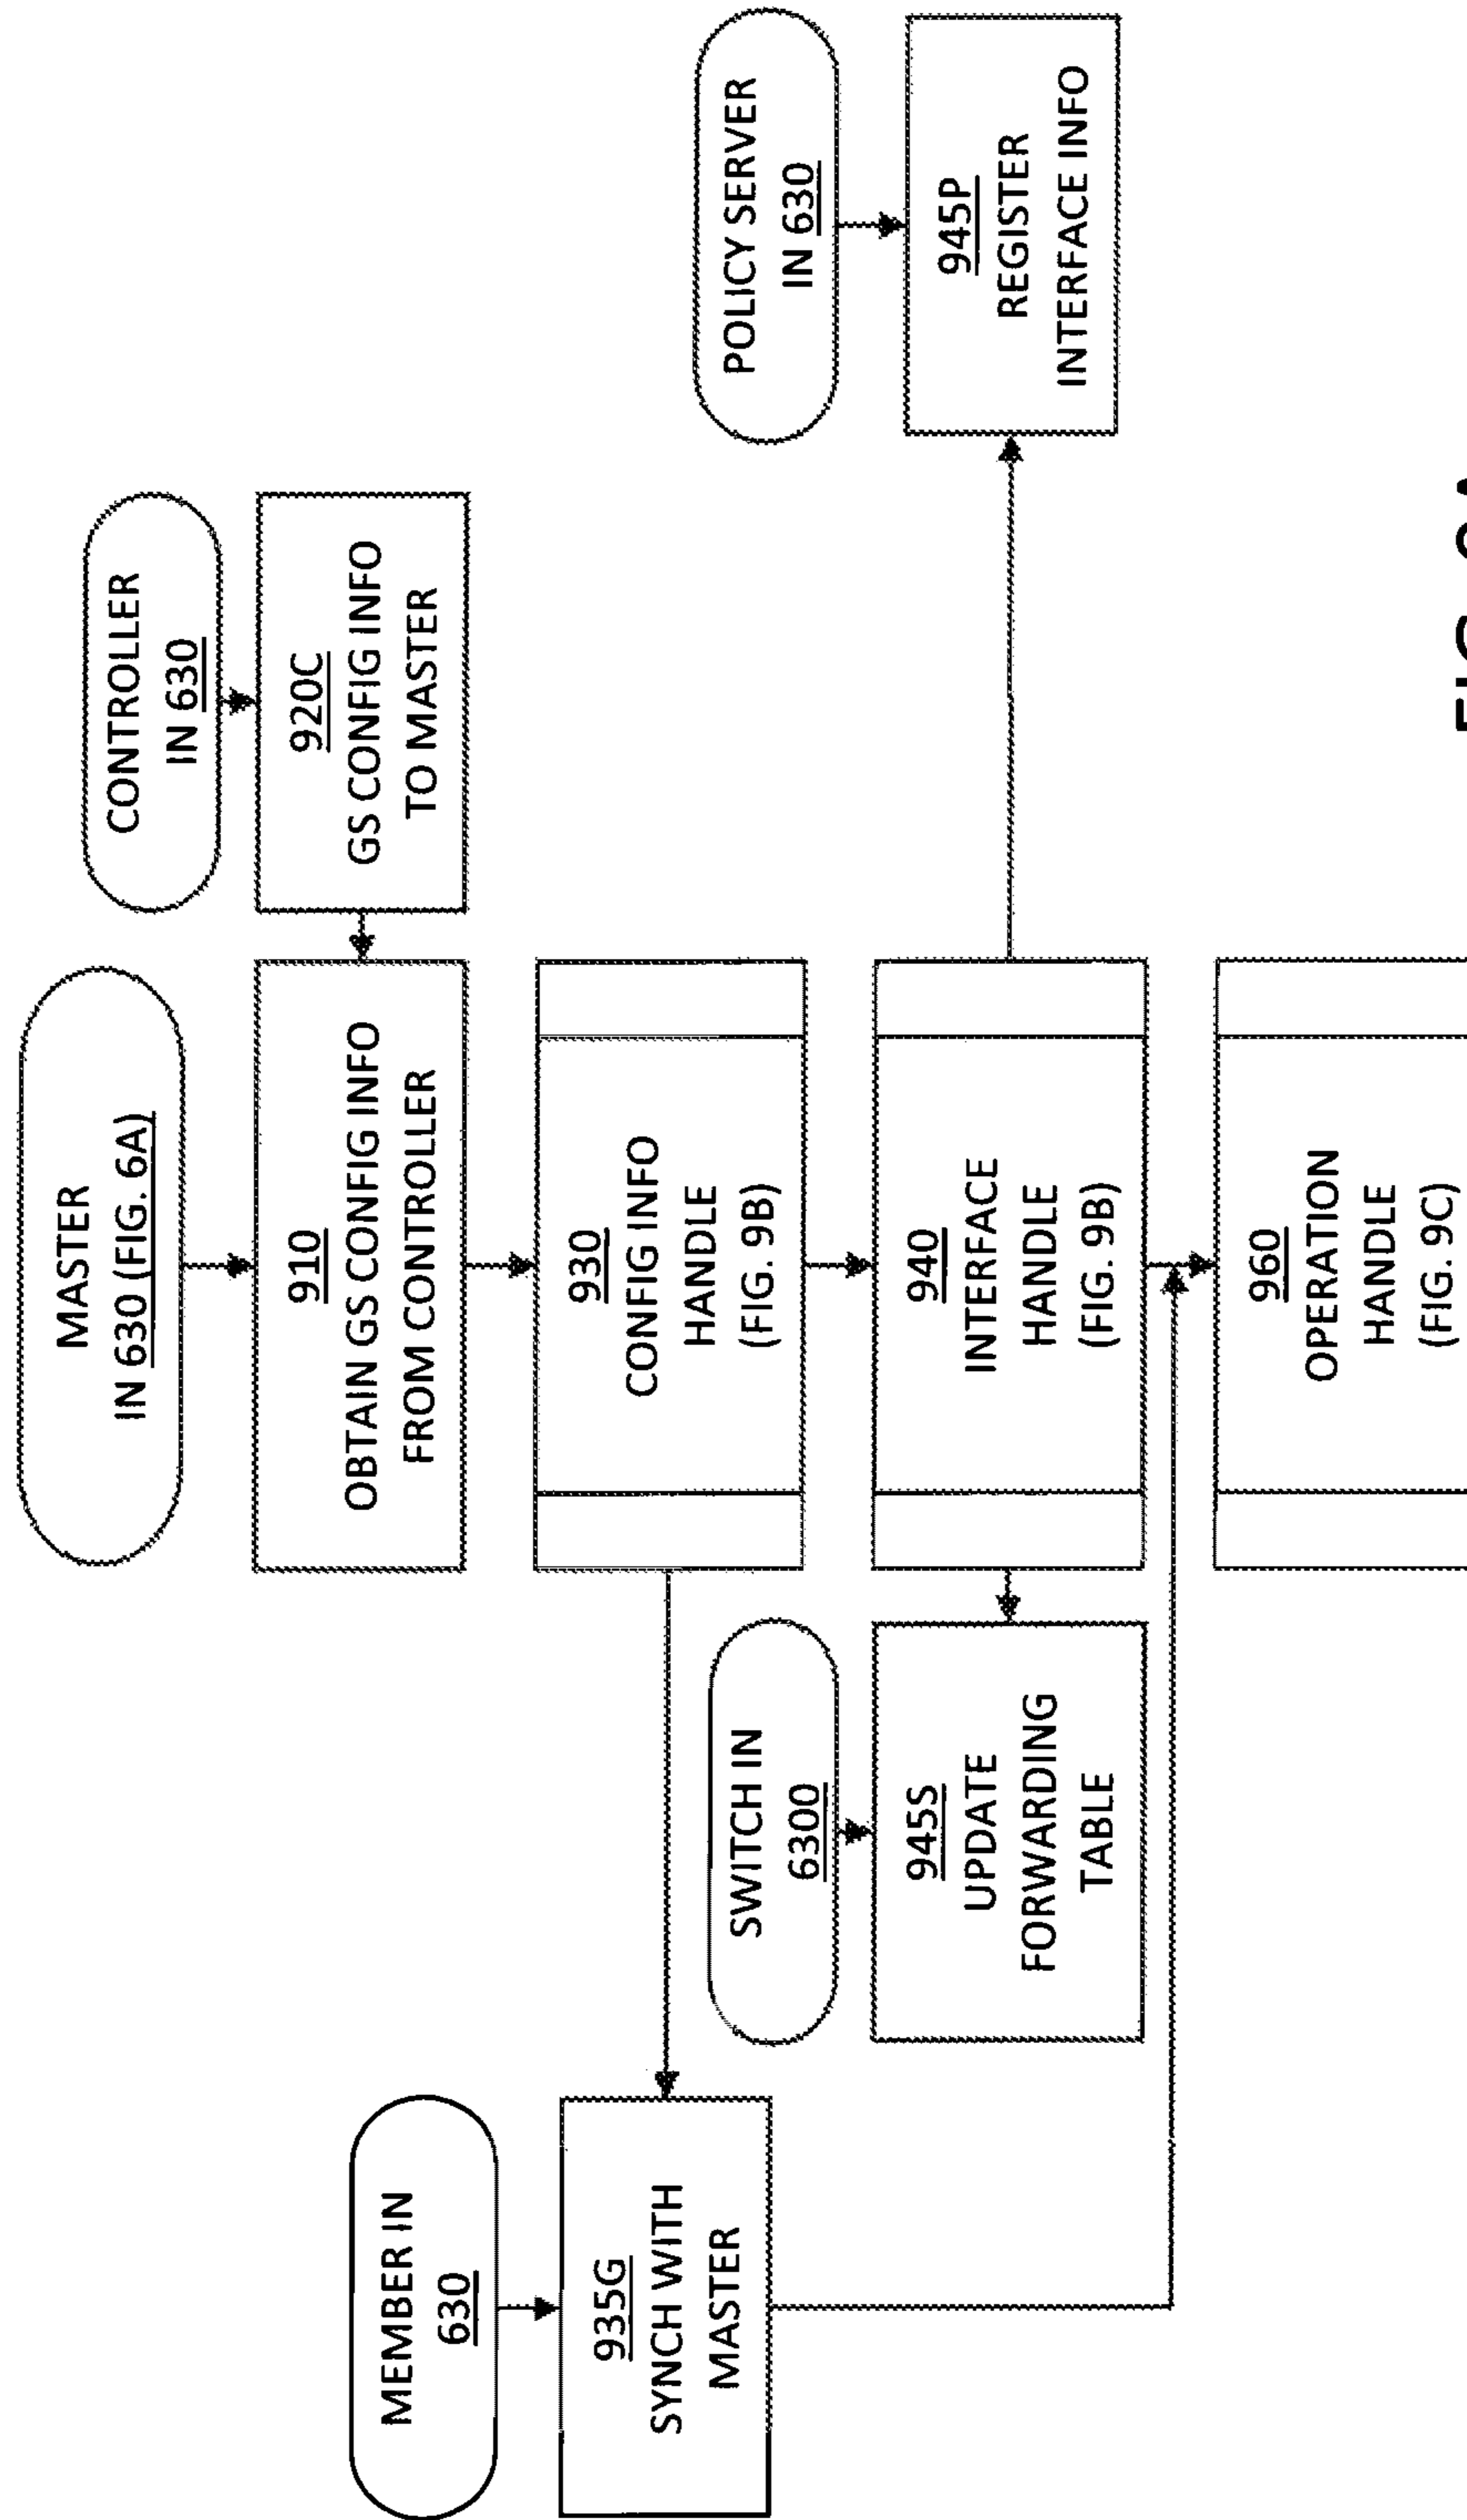 MASTER
IN 630 (FIG. 6A)
CONTROLLER
IN 630
910
OBTAIN GS CONFIG INFO
FROM CONTROLLER
920C
GS CONFIG INFO
TO MASTER
MEMBER IN
630
935G
SYNCH WITH
MASTER
930
CONFIG INFO
HANDLE
(FIG. 9B)
SWITCH IN
6300
POLICY SERVER
IN 630
945S
UPDATE
FORWARDING
TABLE
940
INTERFACE
HANDLE
(FIG. 9B)
945P
REGISTER
INTERFACE INFO
960
OPERATION
HANDLE
(FIG. 9C)